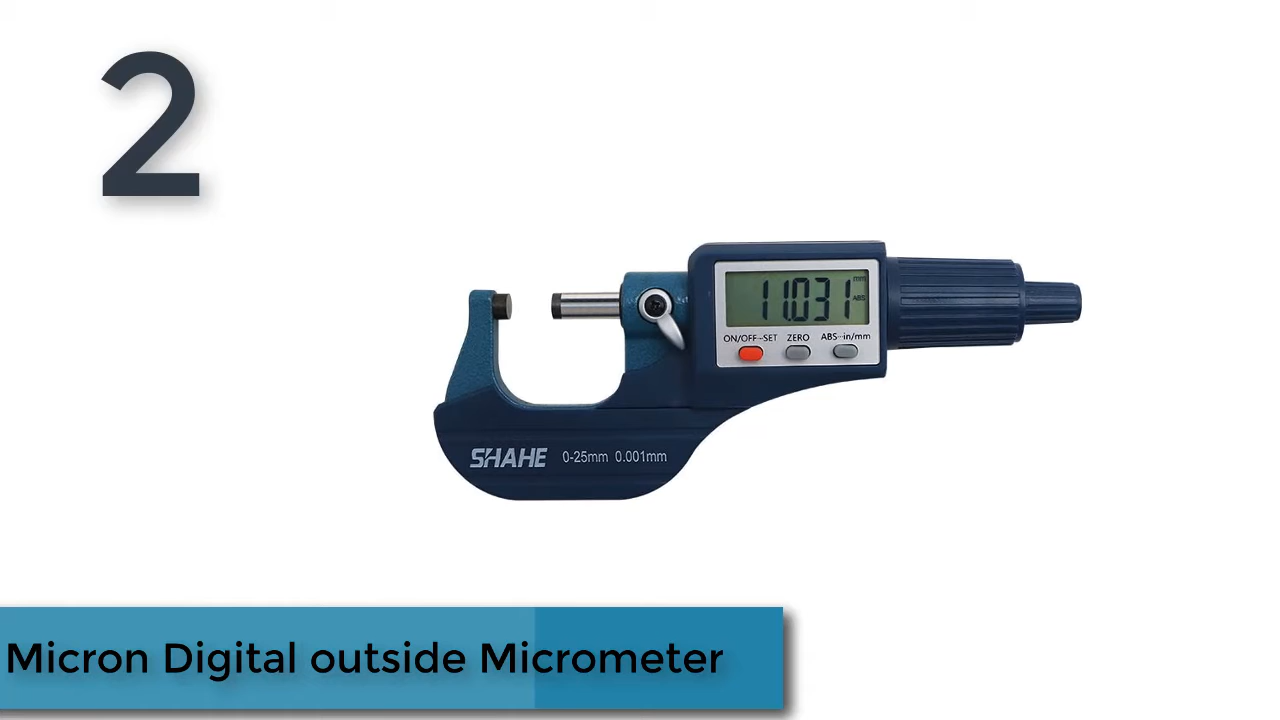 2
11.031
mm
ABS
ON/OFF~SET ZERO ABS~in/mm
SHAHE 0-25mm 0.001mm
Micron Digital outside Micrometer